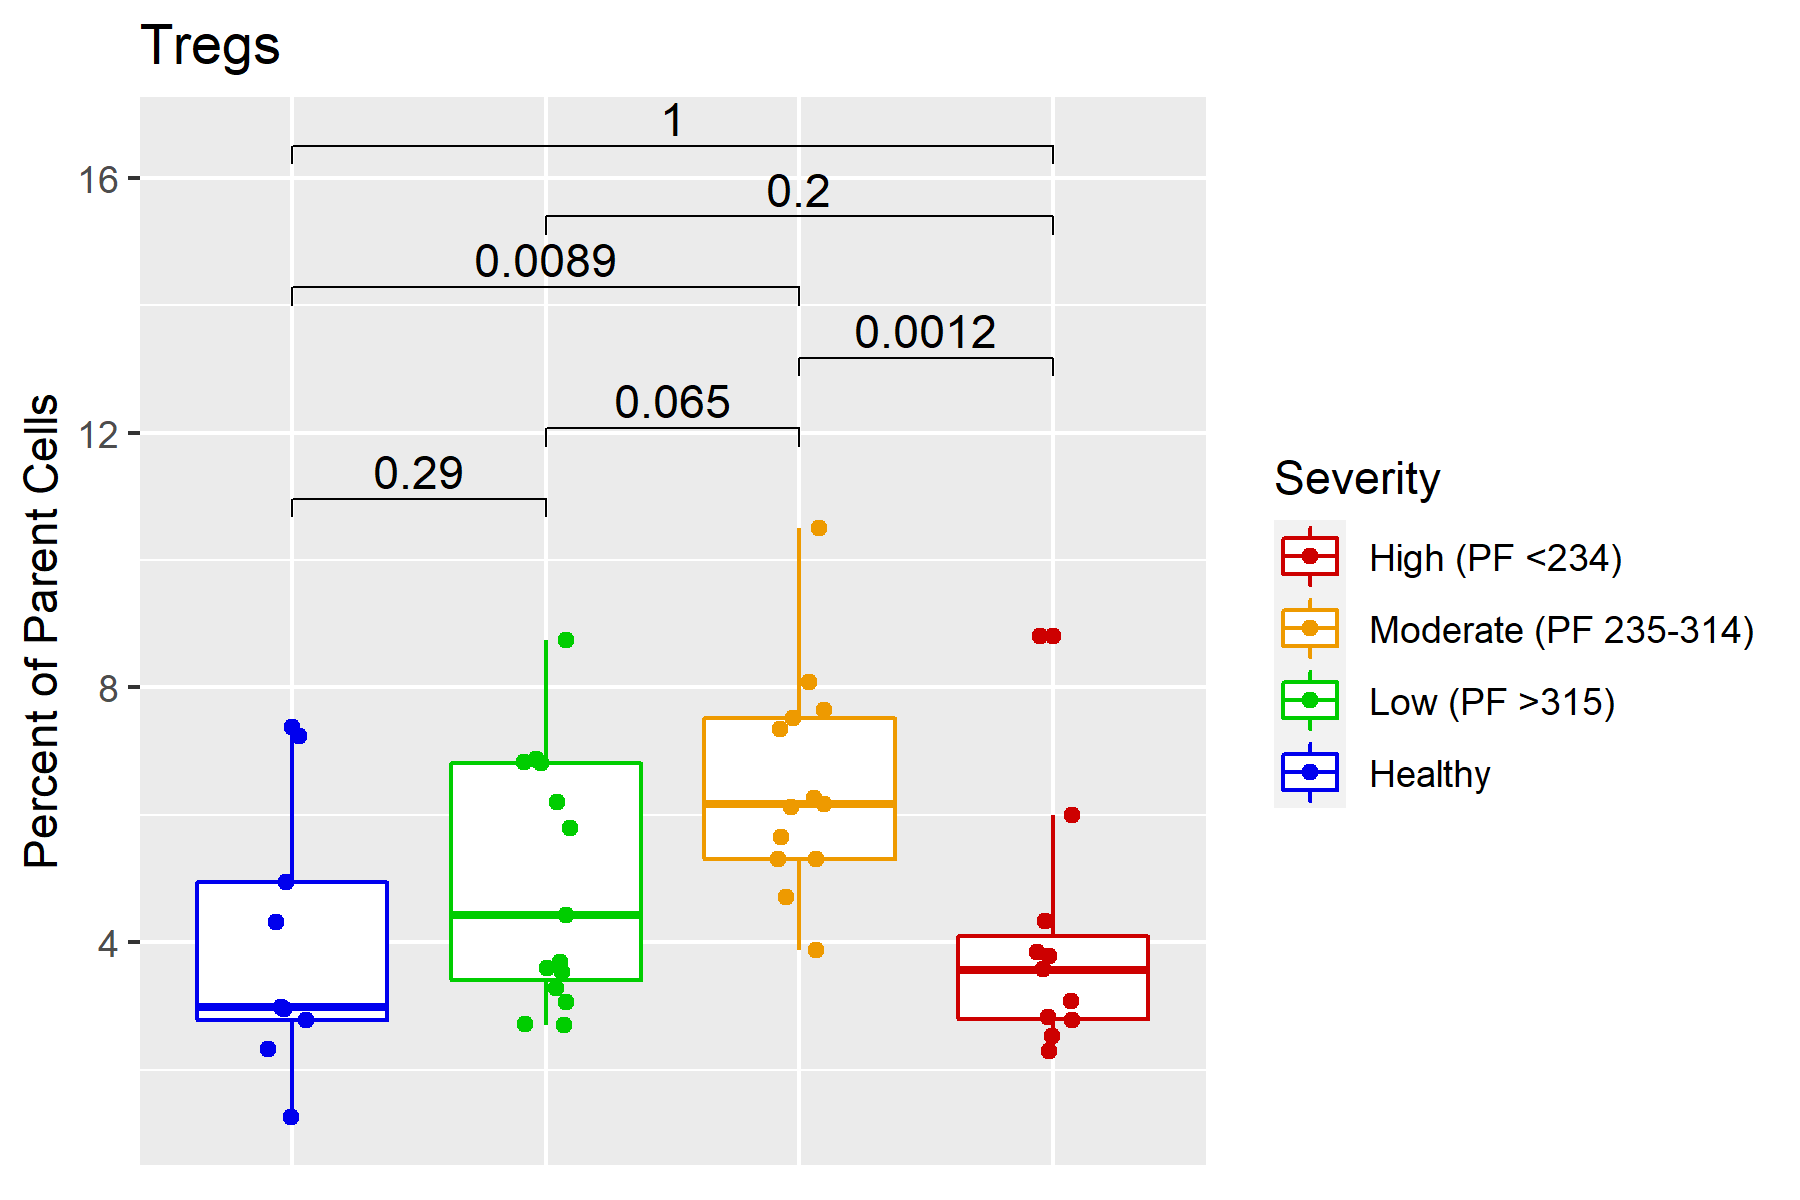 Tregs
1
16
0.2
0.0089
0.0012
0.065
12
0.29
8
4
Percent of Parent Cells
Severity
High (PF <234)
Moderate (PF 235-314)
Low (PF >315)
Healthy